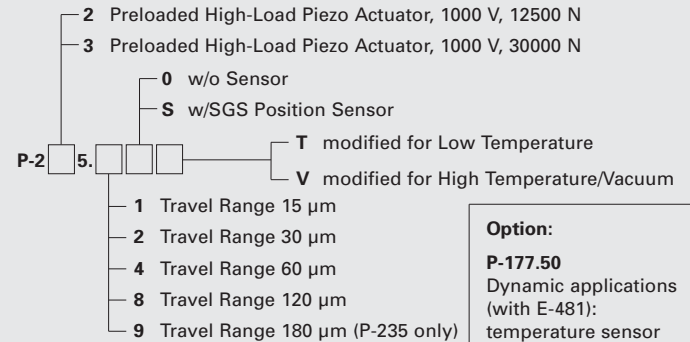 2 Preloaded High-Load Piezo Actuator, 1000 V, 12500 N
3 Preloaded High-Load Piezo Actuator, 1000 V, 30000 N
0 w/o Sensor
S w/SGS Position Sensor
T modified for Low Temperature
P-2 5.
V modified for High Temperature/Vacuum
1 Travel Range 15 µm
2 Travel Range 30 µm
4 Travel Range 60 µm
8 Travel Range 120 µm
9 Travel Range 180 µm (P-235 only)
Option:
P-177.50
Dynamic applications
(with E-481):
temperature sensor